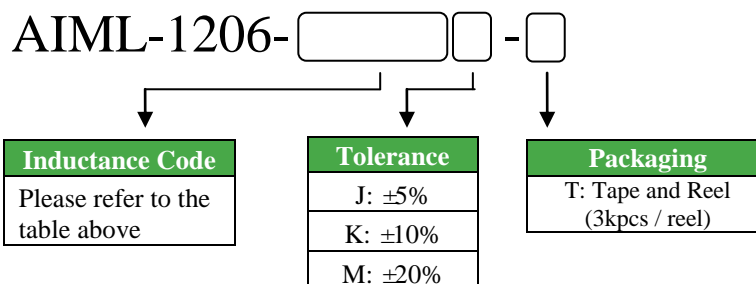 AIML-1206- -
Inductance Code
Please refer to the
table above
Tolerance
J: ±5%
K: ±10%
M: ±20%
Packaging
T: Tape and Reel
(3kpcs / reel)